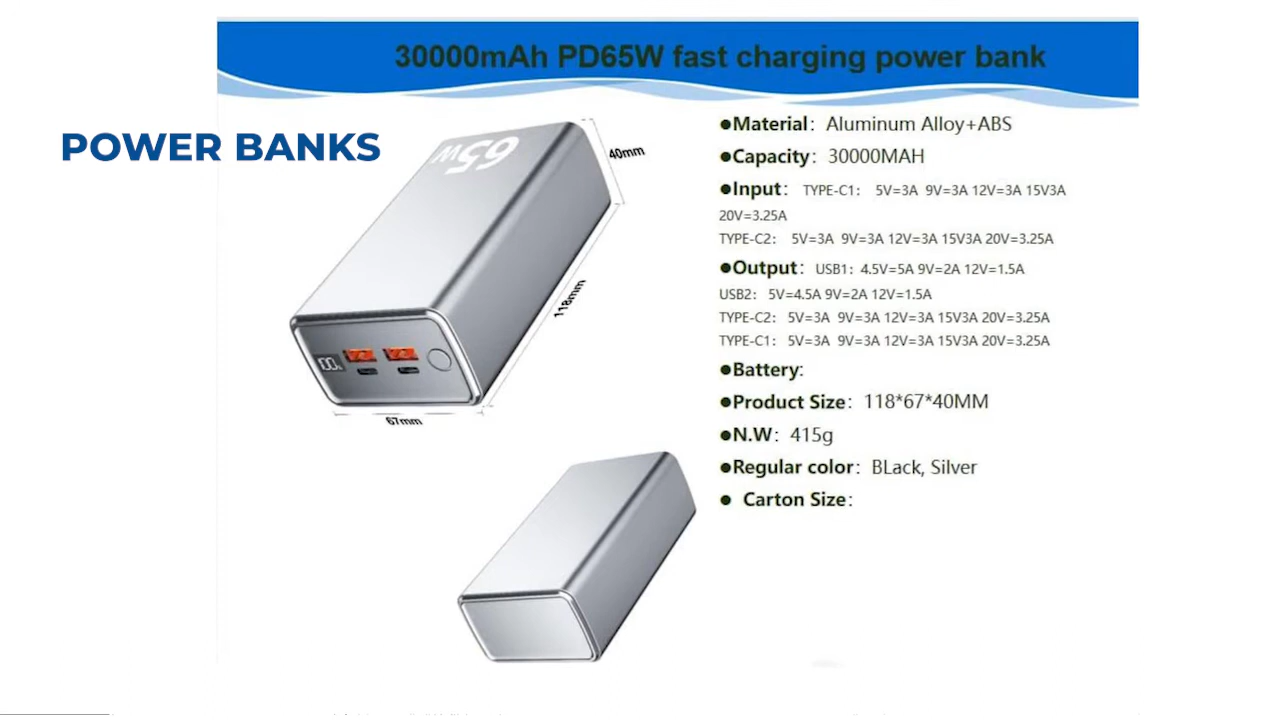 30000mAh PD65W fast charging power bank
POWER BANKS
65W
40mm
118mm
67mm
100%
●Material： Aluminum Alloy+ABS
●Capacity：30000MAH
●Input： TYPE-C1： 5V=3A 9V=3A 12V=3A 15V3A
20V=3.25A
TYPE-C2： 5V=3A 9V=3A 12V=3A 15V3A 20V=3.25A
●Output： USB1：4.5V=5A 9V=2A 12V=1.5A
USB2： 5V=4.5A 9V=2A 12V=1.5A
TYPE-C2： 5V=3A 9V=3A 12V=3A 15V3A 20V=3.25A
TYPE-C1： 5V=3A 9V=3A 12V=3A 15V3A 20V=3.25A
●Battery:
●Product Size： 118*67*40MM
●N.W： 415g
●Regular color： BLack, Silver
● Carton Size：